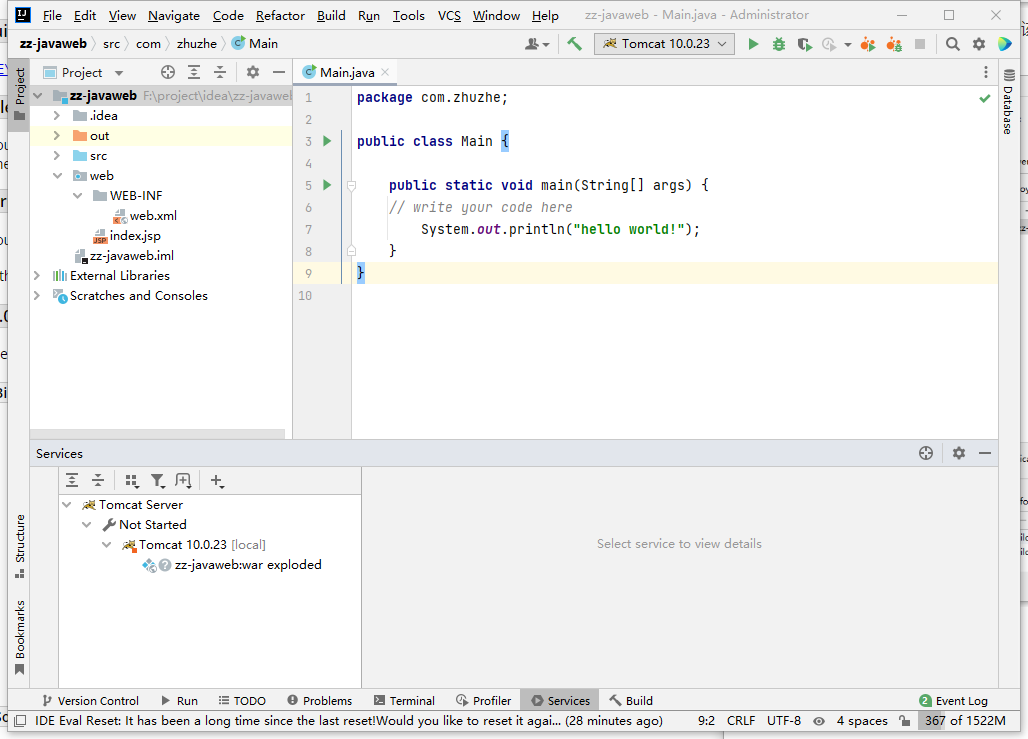 File Edit View Navigate Code Refactor Build Run Tools VCS Window Help zz-javaweb - Main.java - Administrator
zz-javaweb src com zhuzhe Main Tomcat 10.0.23
Project Main.java
zz-javaweb F:\project\idea\zz-javaweb
.idea
out
src
web
WEB-INF
web.xml
index.jsp
zz-javaweb.iml
External Libraries
Scratches and Consoles
1 package com.zhuzhe;
2
3 public class Main {
4
5 public static void main(String[] args) {
6 // write your code here
7 System.out.println("hello world!");
8 }
9 }
10
Project
Database
Services
Tomcat Server
Not Started
Tomcat 10.0.23 [local]
zz-javaweb:war exploded
Select service to view details
Structure
Bookmarks
Version Control Run TODO Problems Terminal Profiler Services Build 2 Event Log
IDE Eval Reset: It has been a long time since the last reset!Would you like to reset it agai... (28 minutes ago) 9:2 CRLF UTF-8 4 spaces 367 of 1522M